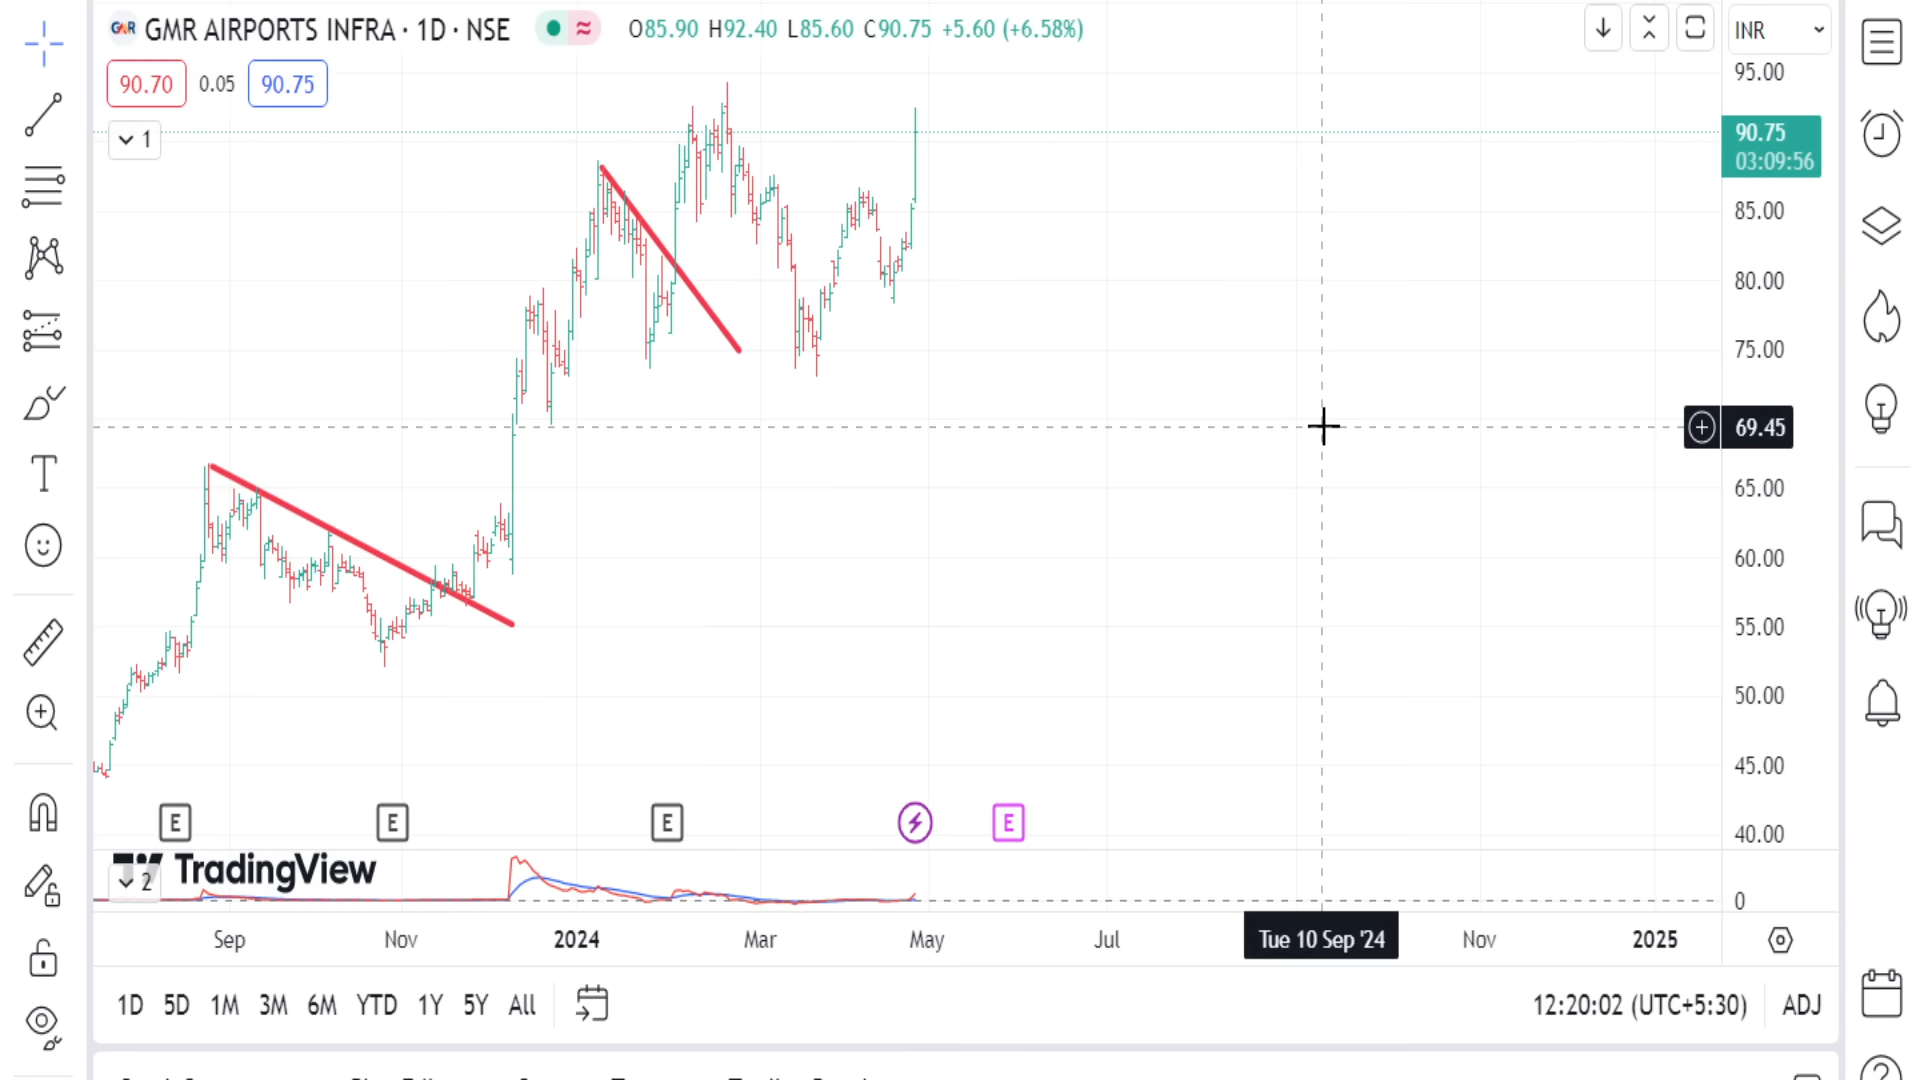 GMR GMR AIRPORTS INFRA · 1D · NSE O85.90 H92.40 L85.60 C90.75 +5.60 (+6.58%) INR
90.70 0.05 90.75
1
95.00
90.75
03:09:56
85.00
80.00
75.00
69.45
65.00
60.00
55.00
50.00
45.00
40.00
E E E E
TradingView
2
0
Sep Nov 2024 Mar May Jul Tue 10 Sep '24 Nov 2025
1D 5D 1M 3M 6M YTD 1Y 5Y All 12:20:02 (UTC+5:30) ADJ